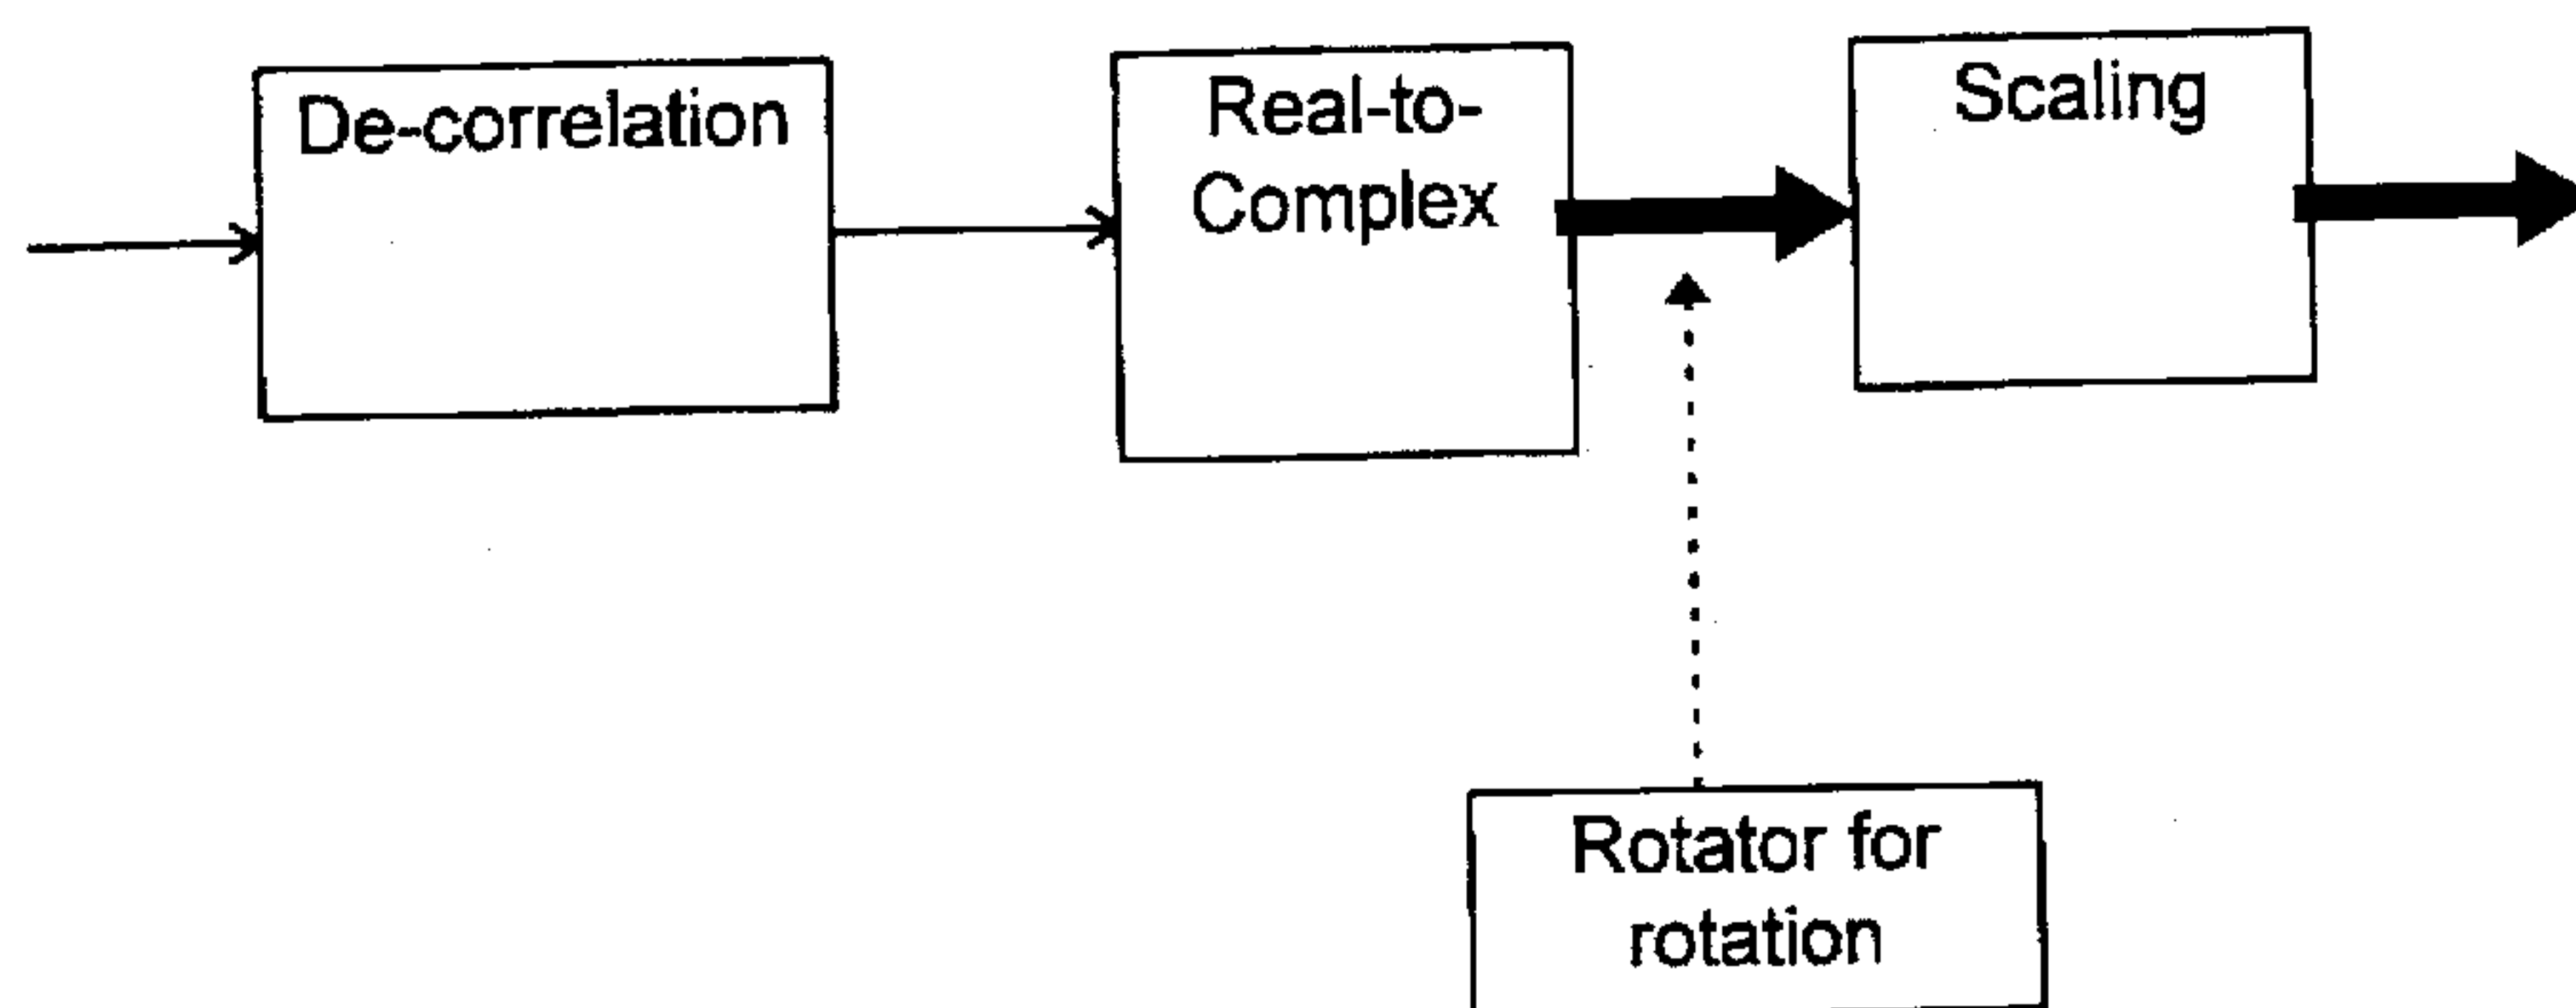 De-correlation
Real-to-
Complex
Scaling
Rotator for
rotation